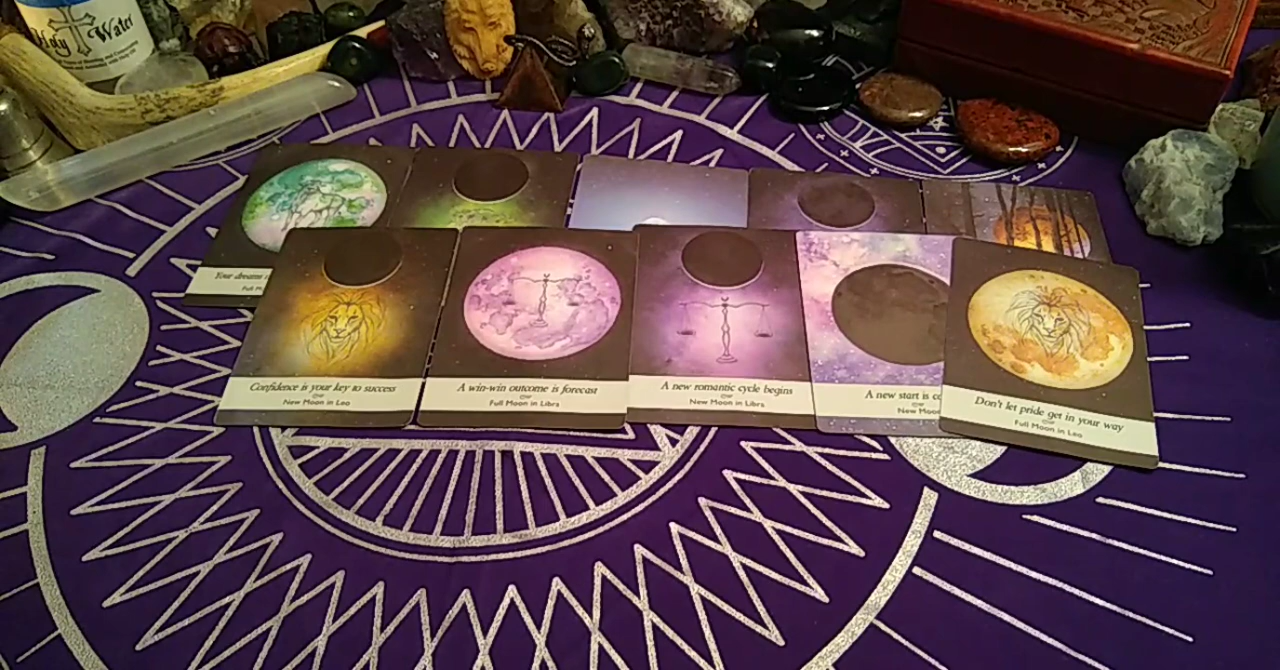 Holy Water
Your dreams
Full M
Confidence is your key to success
New Moon in Leo
A win-win outcome is forecast
Full Moon in Libra
A new romantic cycle begins
New Moon in Libra
A new start is co
New Moon
Don't let pride get in your way
Full Moon in Leo